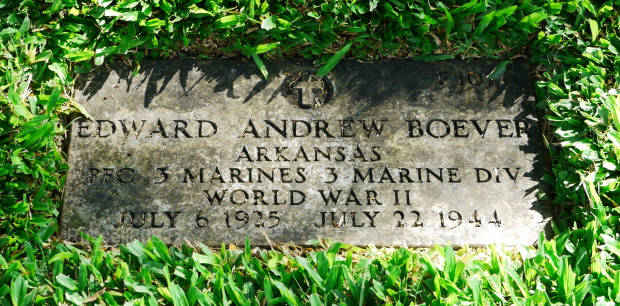 EDWARD ANDREW BOEVER
ARKANSAS
PFC 3 MARINES 3 MARINE DIV
WORLD WAR II
JULY 6 1925 JULY 22 1944